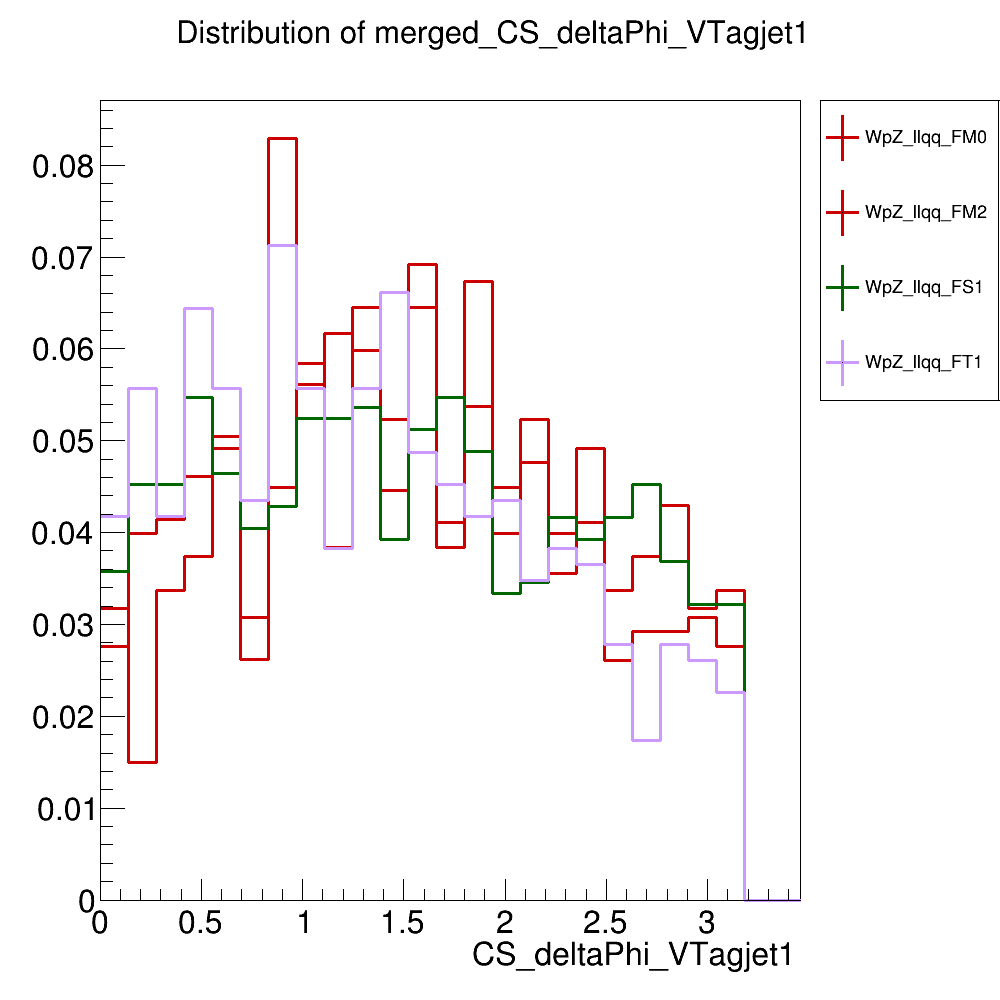 Distribution of merged_CS_deltaPhi_VTagjet1
WpZ_llqq_FM0
WpZ_llqq_FM2
WpZ_llqq_FS1
WpZ_llqq_FT1
0.08
0.07
0.06
0.05
0.04
0.03
0.02
0.01
0
0 0.5 1 1.5 2 2.5 3
CS_deltaPhi_VTagjet1